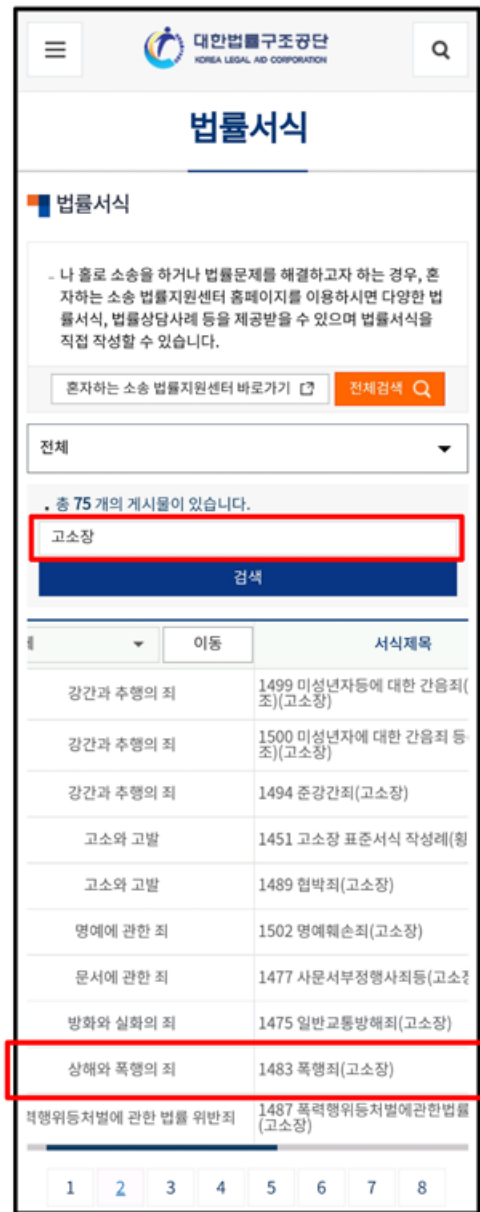 대한법률구조공단
KOREA LEGAL AID CORPORATION
법률서식
법률서식
- 나 홀로 소송을 하거나 법률문제를 해결하고자 하는 경우, 혼
자하는 소송 법률지원센터 홈페이지를 이용하시면 다양한 법
률서식, 법률상담사례 등을 제공받을 수 있으며 법률서식을
직접 작성할 수 있습니다.
혼자하는 소송 법률지원센터 바로가기 전체검색
전체
. 총 75 개의 게시물이 있습니다.
고소장
검색
이동 서식제목
강간과 추행의 죄 1499 미성년자등에 대한 간음죄(
조)(고소장)
강간과 추행의 죄 1500 미성년자에 대한 간음죄 등
조)(고소장)
강간과 추행의 죄 1494 준강간죄(고소장)
고소와 고발 1451 고소장 표준서식 작성례(횡
고소와 고발 1489 협박죄(고소장)
명예에 관한 죄 1502 명예훼손죄(고소장)
문서에 관한 죄 1477 사문서부정행사죄등(고소장
방화와 실화의 죄 1475 일반교통방해죄(고소장)
상해와 폭행의 죄 1483 폭행죄(고소장)
력행위등처벌에 관한 법률 위반죄 1487 폭력행위등처벌에관한법률
(고소장)
1 2 3 4 5 6 7 8